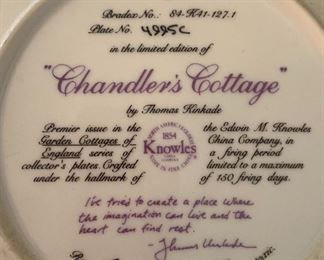 Bradex No.: 84-K41-127.1
Plate No. 4995C
in the limited edition of
"Chandler's Cottage"
by Thomas Kinkade
Premier issue in the
Garden Cottages of
England series of
collector's plates. Crafted
under the hallmark of
1854
Knowles
the Edwin M. Knowles
China Company, in
a firing period
limited to a maximum
of 150 firing days.
I've tried to create a place where
the imagination can live and the
heart can find rest.
-Thomas Kinkade